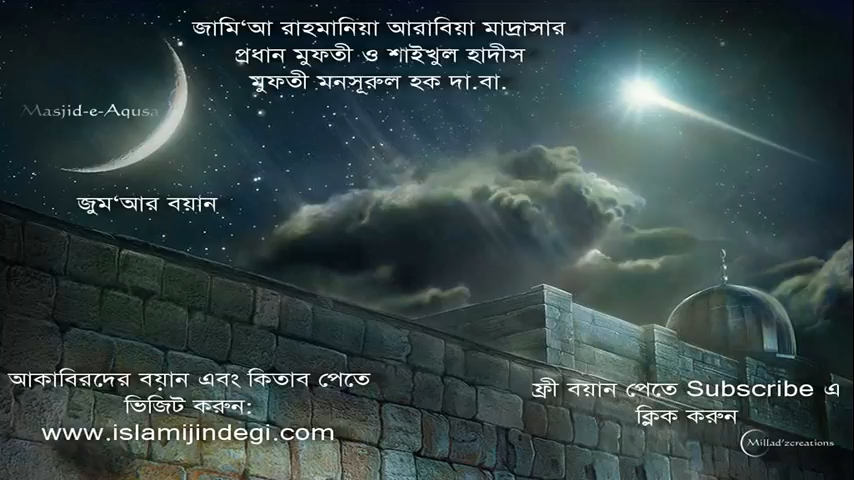 জামি‘আ রাহমানিয়া আরাবিয়া মাদ্রাসার
প্রধান মুফতী ও শাইখুল হাদীস
মুফতী মনসূরুল হক দা.বা.
Masjid-e-Aqusa
জুম‘আর বয়ান
আকাবিরদের বয়ান এবং কিতাব পেতে
ভিজিট করুন:
www.islamijindegi.com
ফ্রী বয়ান পেতে Subscribe এ
ক্লিক করুন
Millad'zcreations